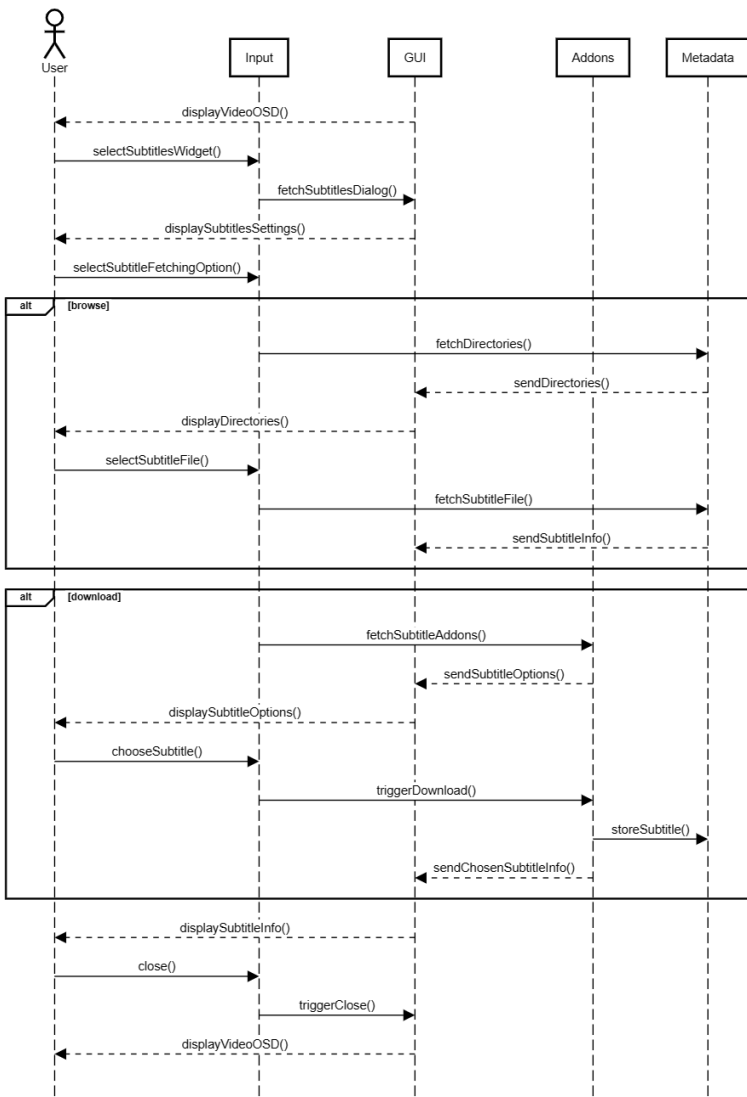 User
Input
GUI
Addons
Metadata
displayVideoOSD()
selectSubtitlesWidget()
fetchSubtitlesDialog()
displaySubtitlesSettings()
selectSubtitleFetchingOption()
alt
[browse]
fetchDirectories()
sendDirectories()
displayDirectories()
selectSubtitleFile()
fetchSubtitleFile()
sendSubtitleInfo()
alt
[download]
fetchSubtitleAddons()
sendSubtitleOptions()
displaySubtitleOptions()
chooseSubtitle()
triggerDownload()
storeSubtitle()
sendChosenSubtitleInfo()
displaySubtitleInfo()
close()
triggerClose()
displayVideoOSD()